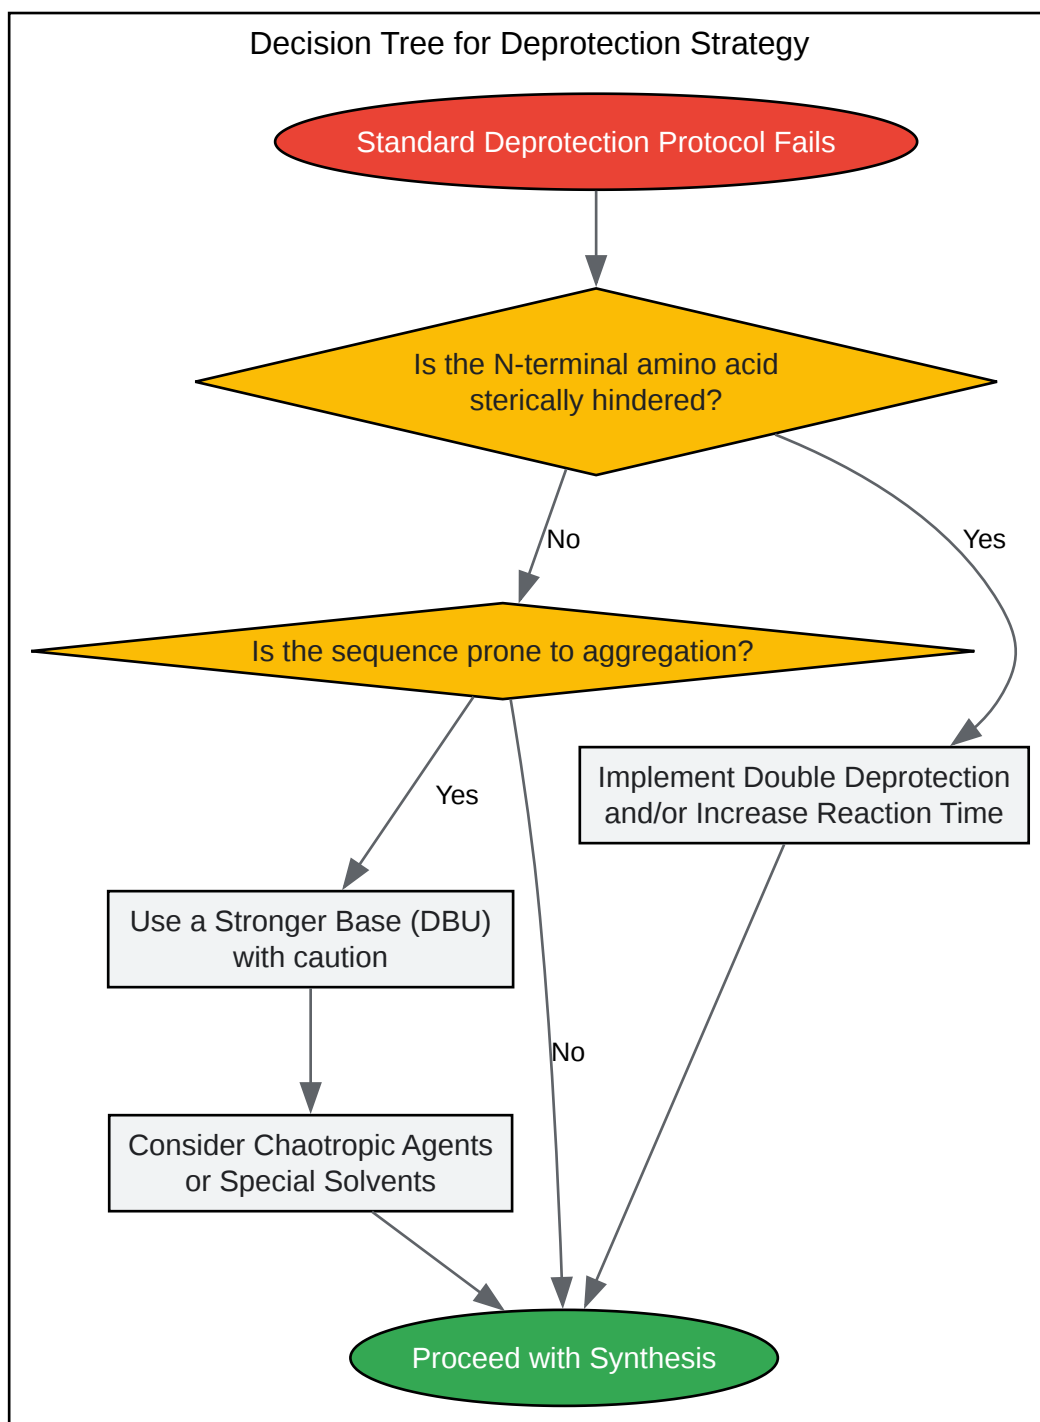 Decision Tree for Deprotection Strategy
Standard Deprotection Protocol Fails
Is the N-terminal amino acid
sterically hindered?
No
Yes
Is the sequence prone to aggregation?
Implement Double Deprotection
and/or Increase Reaction Time
Yes
Use a Stronger Base (DBU)
with caution
No
Consider Chaotropic Agents
or Special Solvents
Proceed with Synthesis